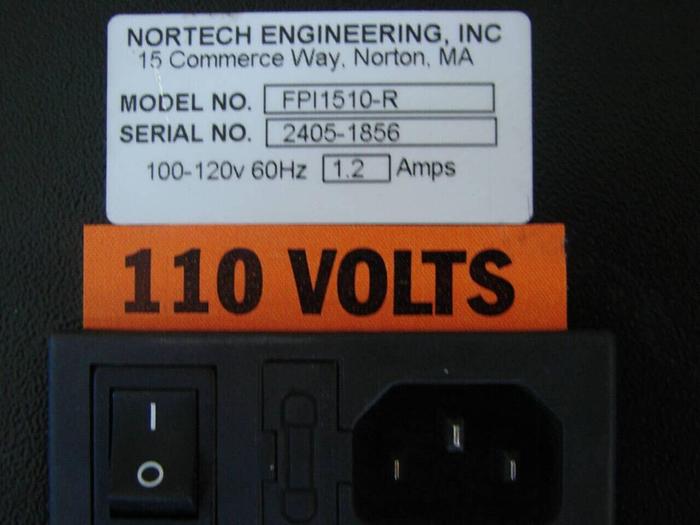 NORTECH ENGINEERING, INC
15 Commerce Way, Norton, MA
MODEL NO. FPI1510-R
SERIAL NO. 2405-1856
100-120v 60Hz 1.2 Amps
110 VOLTS
I
O